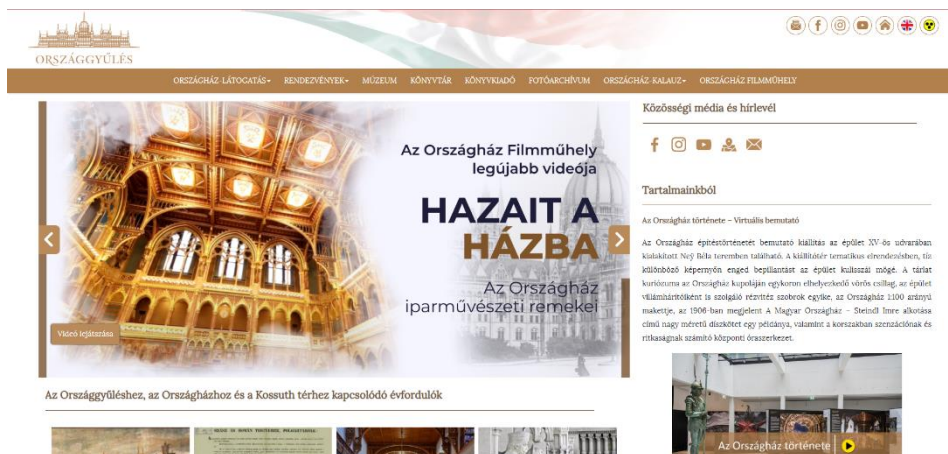 ORSZÁGGYŰLÉS
ORSZÁGHÁZ-LÁTOGATÁS RENDEZVÉNYEK MÚZEUM KÖNYVTÁR KÖNYVKIADÓ FOTÓARCHÍVUM ORSZÁGHÁZ-KALAUZ ORSZÁGHÁZ FILMMŰHELY
Az Országház Filmműhely
legújabb videója
HAZAIT A
HÁZBA
Az Országház
iparművészeti remekei
Videó lejátszása
Az Országgyűléshez, az Országházhoz és a Kossuth térhez kapcsolódó évfordulók
Közösségi média és hírlevél
Tartalmainkból
Az Országház története – Virtuális bemutató
Az Országház építéstörténetét bemutató kiállítás az épület XV-ös udvarában
kialakított Ney Béla teremben található. A kiállítótér tematikus elrendezésben, tíz
különböző képernyőn enged bepillantást az épület kulisszái mögé. A tárlat
kuriózuma az Országház kupoláján egykoron elhelyezkedő vörös csillag, az épület
villámhárítóiként is szolgáló rézvitéz szobrok egyike, az Országház 1:100 arányú
makettje, az 1906-ban megjelent A Magyar Országház – Steindl Imre alkotása
című nagy méretű díszkötet egy példánya, valamint a korszakban szenzációnak és
ritkaságnak számító központi óraszerkezet.
Az Országház története